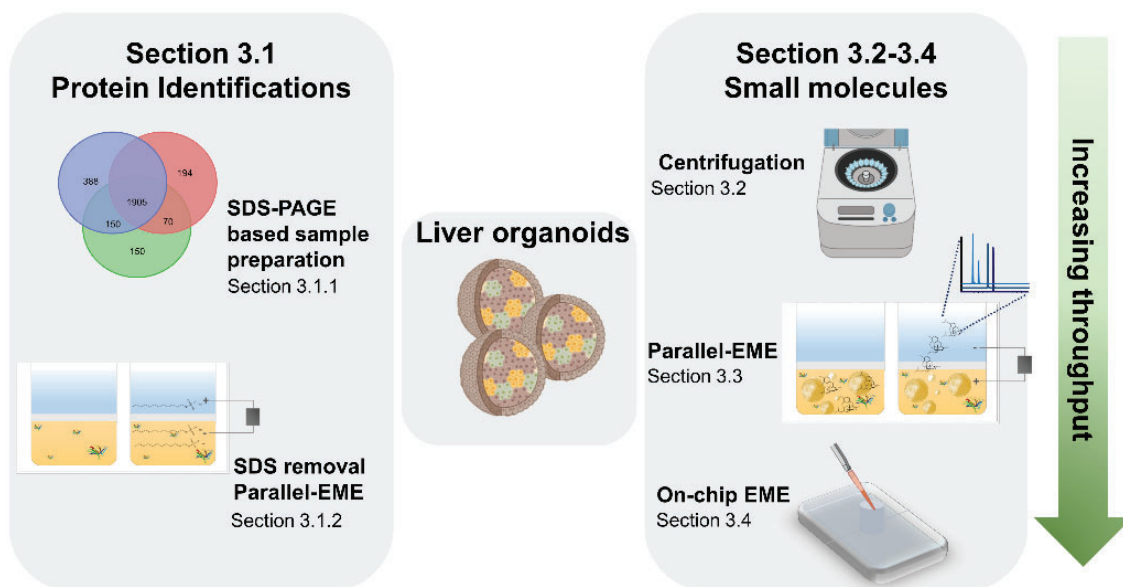 Section 3.1
Protein Identifications
388
194
1905
150
70
150
SDS-PAGE
based sample
preparation
Section 3.1.1
SDS removal
Parallel-EME
Section 3.1.2
Liver organoids
Section 3.2-3.4
Small molecules
Centrifugation
Section 3.2
Parallel-EME
Section 3.3
On-chip EME
Section 3.4
Increasing throughput